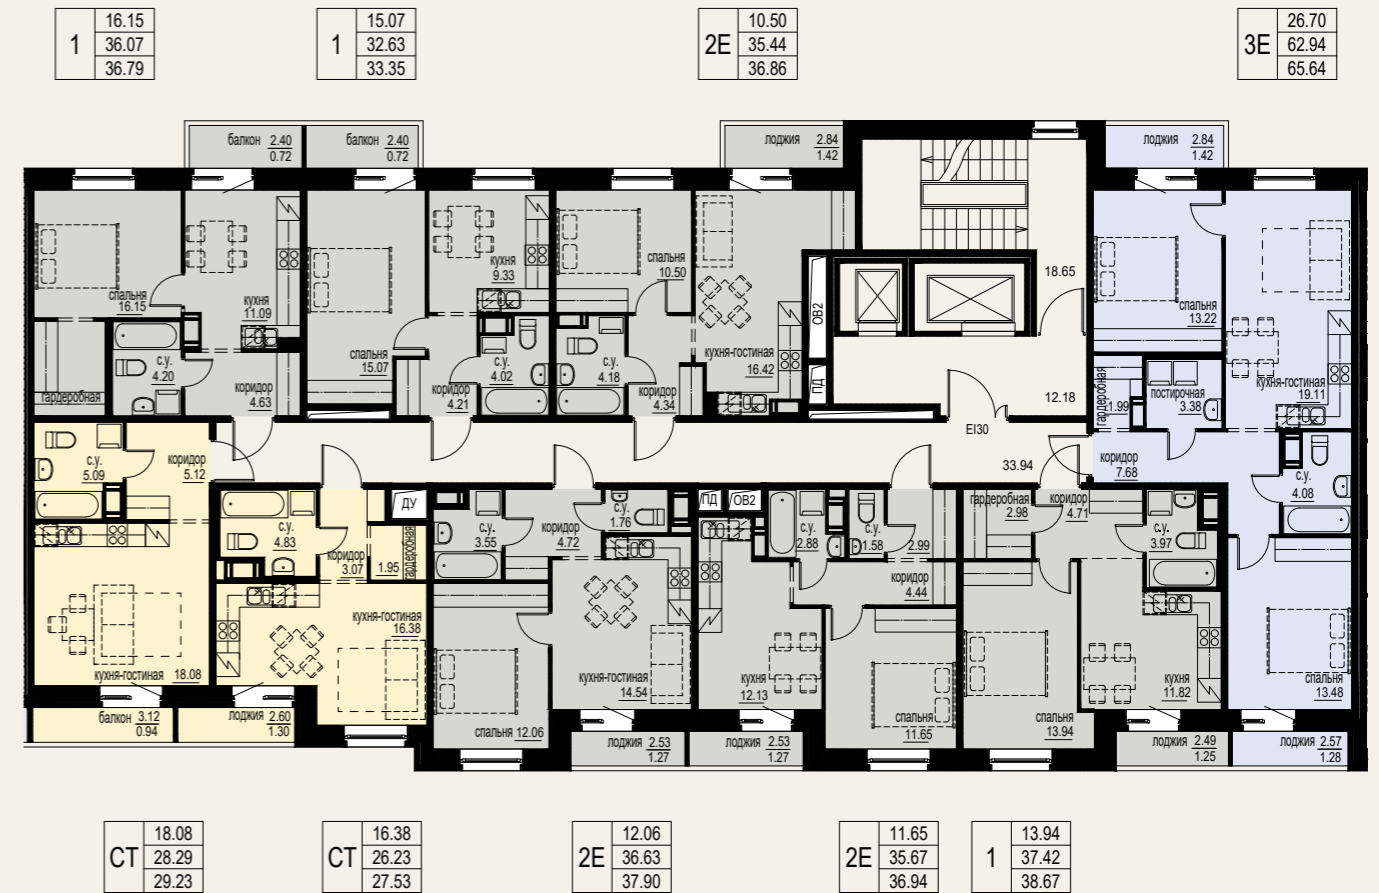 1
16.15
36.07
36.79
1
15.07
32.63
33.35
2Е
10.50
35.44
36.86
3Е
26.70
62.94
65.64
балкон 2.40
0.72
балкон 2.40
0.72
лоджия 2.84
1.42
лоджия 2.84
1.42
спальня
16.15
кухня
11.09
с.у.
4.20
коридор
4.63
гардеробная
спальня
15.07
кухня
9.33
коридор
4.21
с.у.
4.02
спальня
10.50
с.у.
4.18
коридор
4.34
кухня-гостиная
16.42
ОВ2
ПД
18.65
12.18
EI30
33.94
спальня
13.22
гардеробная
1.99
постирочная
3.38
кухня-гостиная
19.11
коридор
7.68
с.у.
4.08
спальня
13.48
с.у.
5.09
коридор
5.12
кухня-гостиная 18.08
с.у.
4.83
коридор
3.07
1.95
гардеробная
ДУ
кухня-гостиная
16.38
с.у.
3.55
коридор
4.72
с.у.
1.76
спальня 12.06
кухня-гостиная
14.54
ПД
ОВ2
с.у.
2.88
с.у.
1.58
2.99
коридор
4.44
кухня
12.13
спальня
11.65
гардеробная
2.98
коридор
4.71
с.у.
3.97
спальня
13.94
кухня
11.82
балкон 3.12
0.94
лоджия 2.60
1.30
лоджия 2.53
1.27
лоджия 2.53
1.27
лоджия 2.49
1.25
лоджия 2.57
1.28
СТ
18.08
28.29
29.23
СТ
16.38
26.23
27.53
2Е
12.06
36.63
37.90
2Е
11.65
35.67
36.94
1
13.94
37.42
38.67